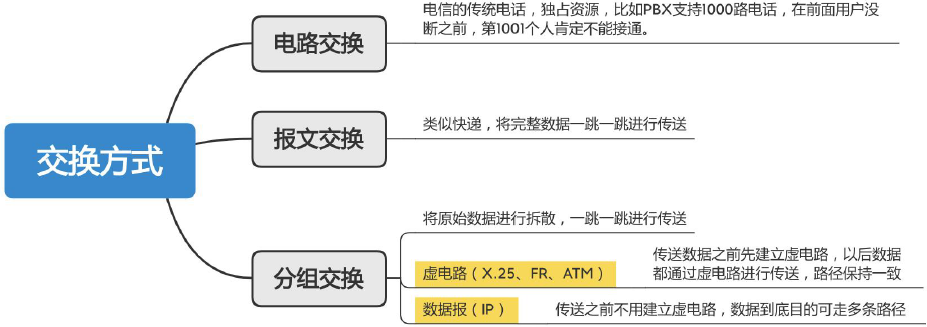 交换方式
电路交换
电信的传统电话，独占资源，比如PBX支持1000路电话，在前面用户没
断之前，第1001个人肯定不能接通。
报文交换
类似快递，将完整数据一跳一跳进行传送
分组交换
将原始数据进行拆散，一跳一跳进行传送
虚电路（X.25、FR、ATM）
传送数据之前先建立虚电路，以后数据
都通过虚电路进行传送，路径保持一致
数据报（IP）
传送之前不用建立虚电路，数据到底目的可走多条路径